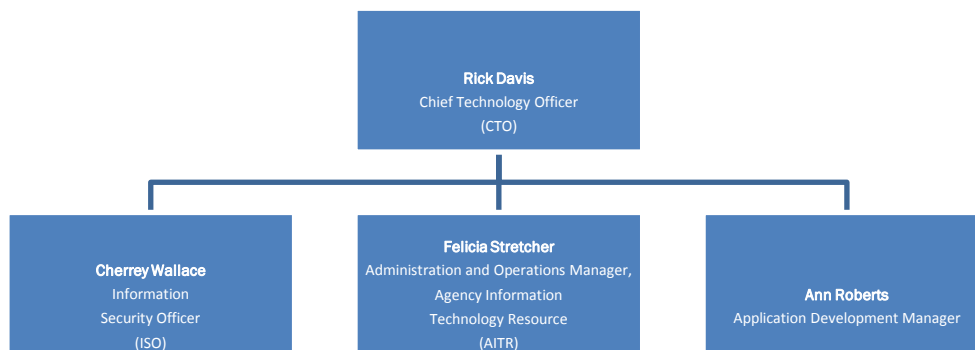 Rick Davis
Chief Technology Officer
(CTO)
Cherrey Wallace
Information
Security Officer
(ISO)
Felicia Stretcher
Administration and Operations Manager,
Agency Information
Technology Resource
(AITR)
Ann Roberts
Application Development Manager